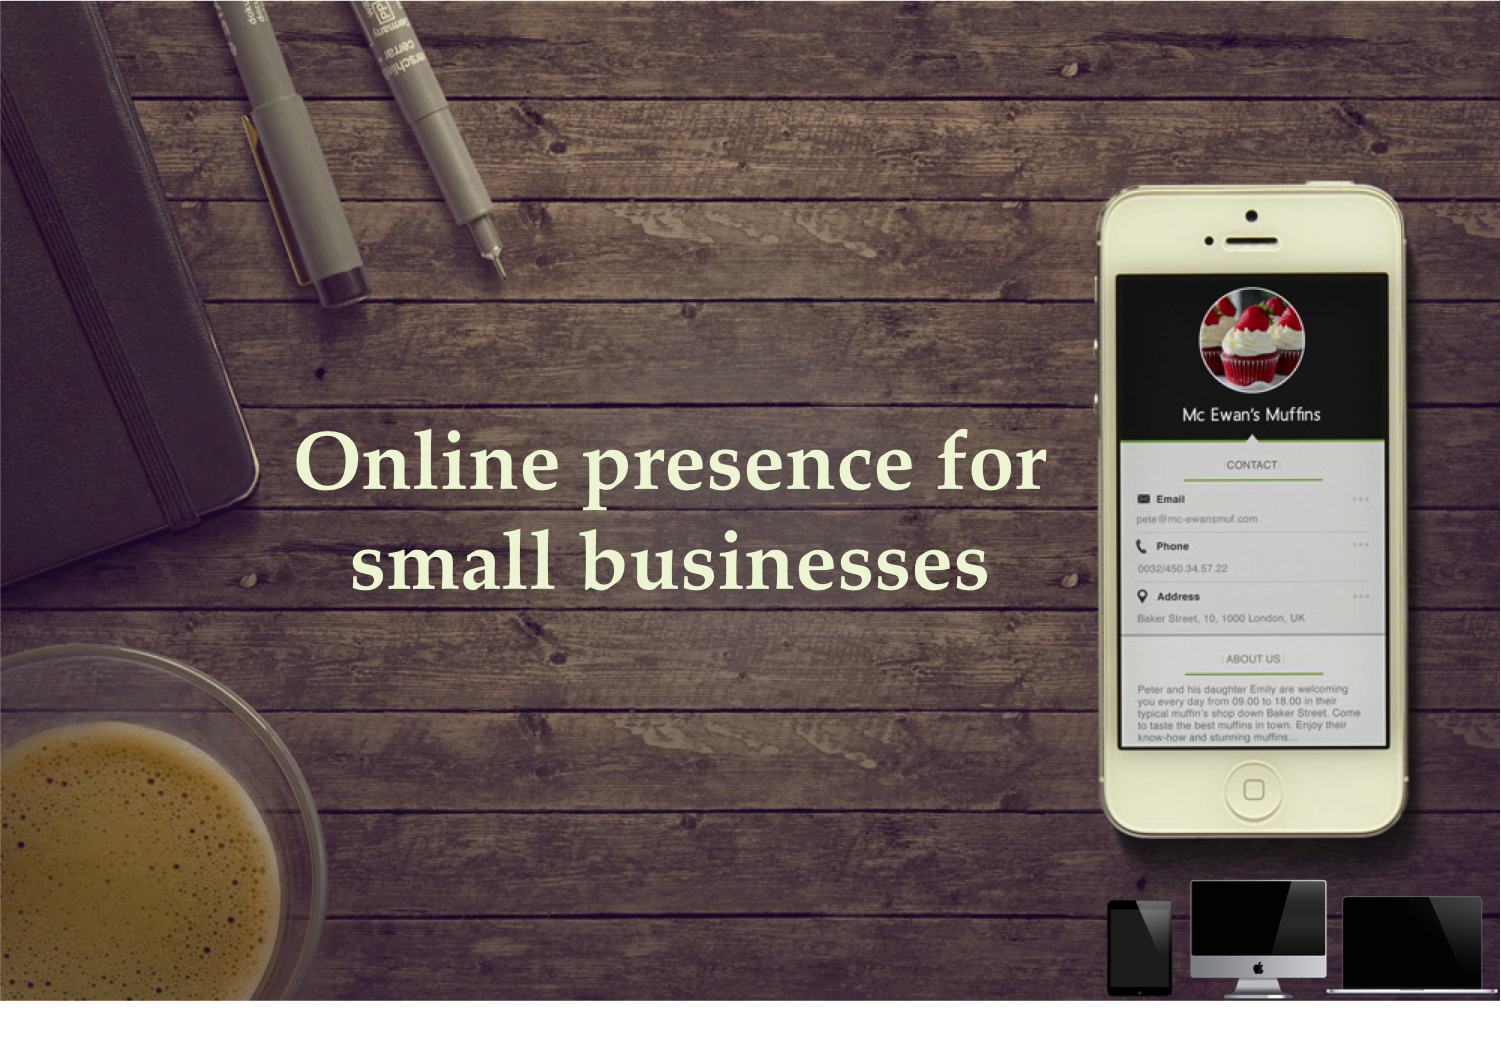 Online presence for
small businesses
Mc Ewan's Muffins
CONTACT
Email
pete@mc-ewansmuf.com
Phone
0032/450.34.57.22
Address
Baker Street, 10, 1000 London, UK
ABOUT US
Peter and his daughter Emily are welcoming
you every day from 09.00 to 18.00 in their
typical muffin's shop down Baker Street. Come
to taste the best muffins in town. Enjoy their
know-how and stunning muffins...